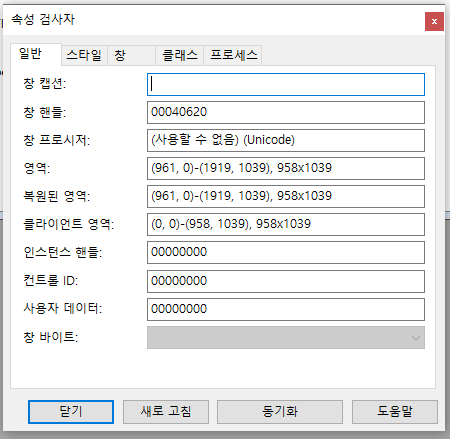 속성 검사자
일반 스타일 창 클래스 프로세스
창 캡션:
창 핸들: 00040620
창 프로시저: (사용할 수 없음) (Unicode)
영역: (961, 0)-(1919, 1039), 958x1039
복원된 영역: (961, 0)-(1919, 1039), 958x1039
클라이언트 영역: (0, 0)-(958, 1039), 958x1039
인스턴스 핸들: 00000000
컨트롤 ID: 00000000
사용자 데이터: 00000000
창 바이트:
닫기 새로 고침 동기화 도움말